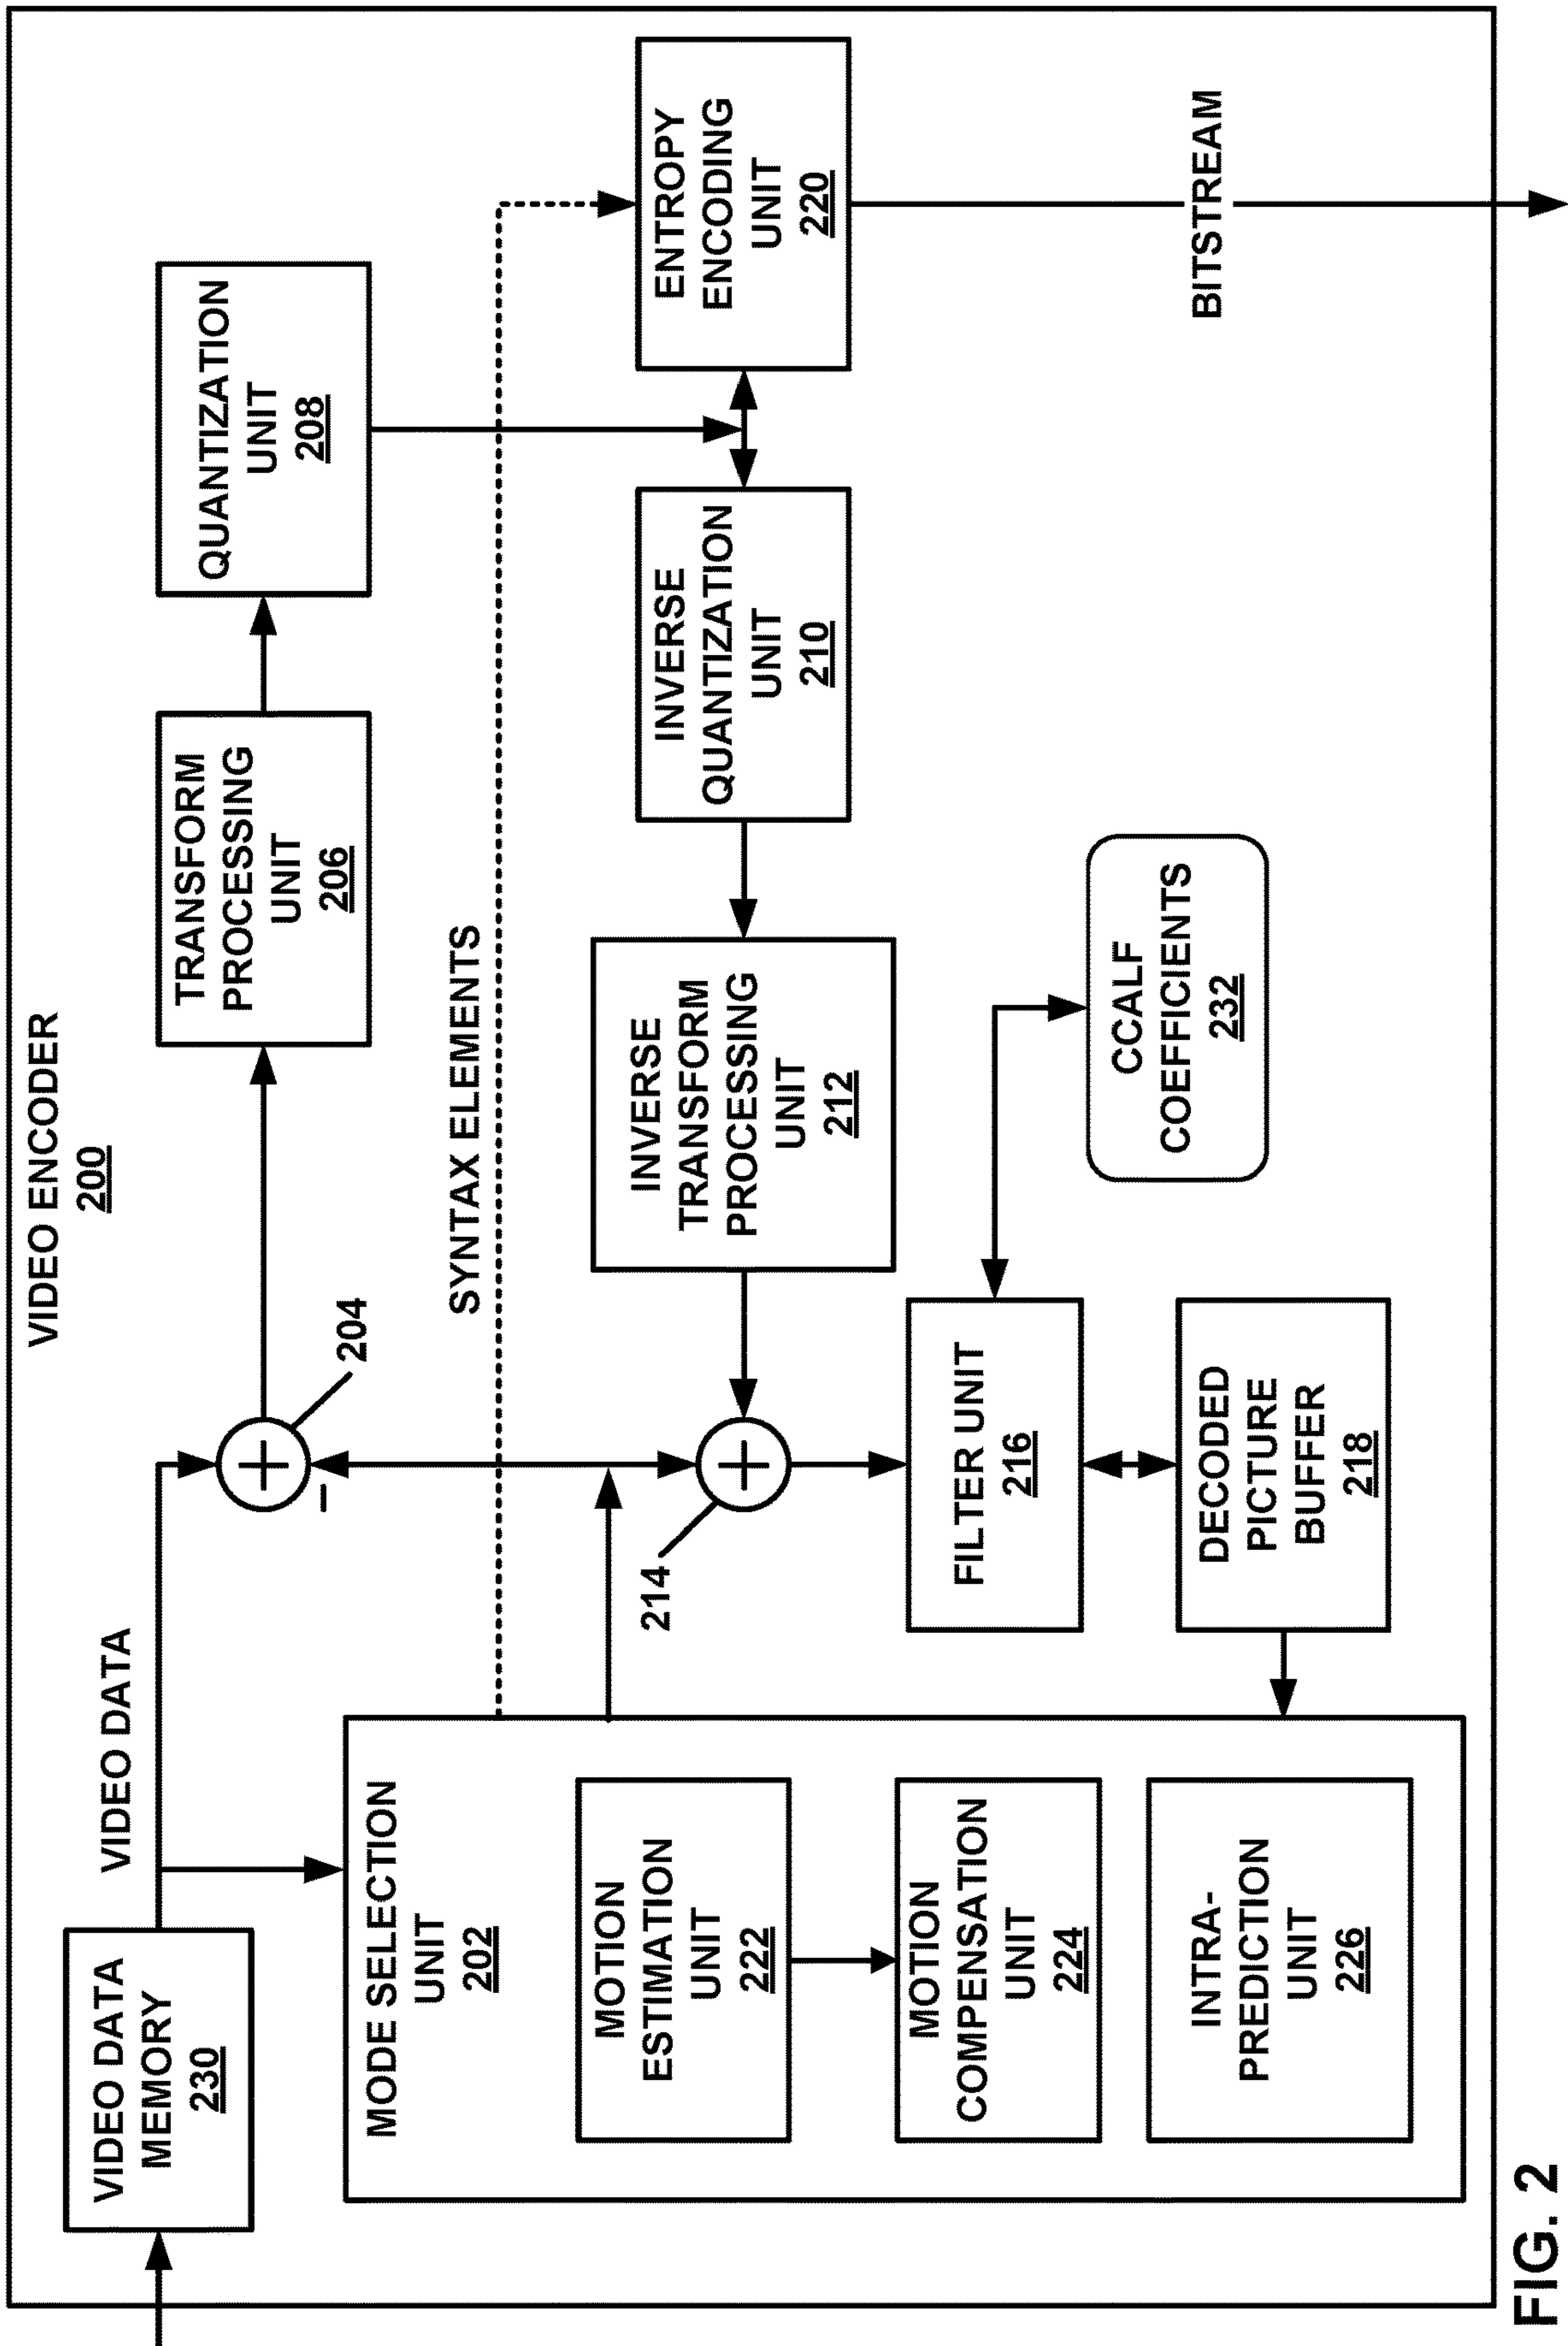 VIDEO ENCODER
200
VIDEO DATA
MEMORY
230
VIDEO DATA
204
TRANSFORM
PROCESSING
UNIT
206
QUANTIZATION
UNIT
208
SYNTAX ELEMENTS
MODE SELECTION
UNIT
202
MOTION
ESTIMATION
UNIT
222
MOTION
COMPENSATION
UNIT
224
INTRA-
PREDICTION
UNIT
226
214
INVERSE
TRANSFORM
PROCESSING
UNIT
212
INVERSE
QUANTIZATION
UNIT
210
ENTROPY
ENCODING
UNIT
220
FILTER UNIT
216
CCALF
COEFFICIENTS
232
DECODED
PICTURE
BUFFER
218
BITSTREAM
FIG. 2